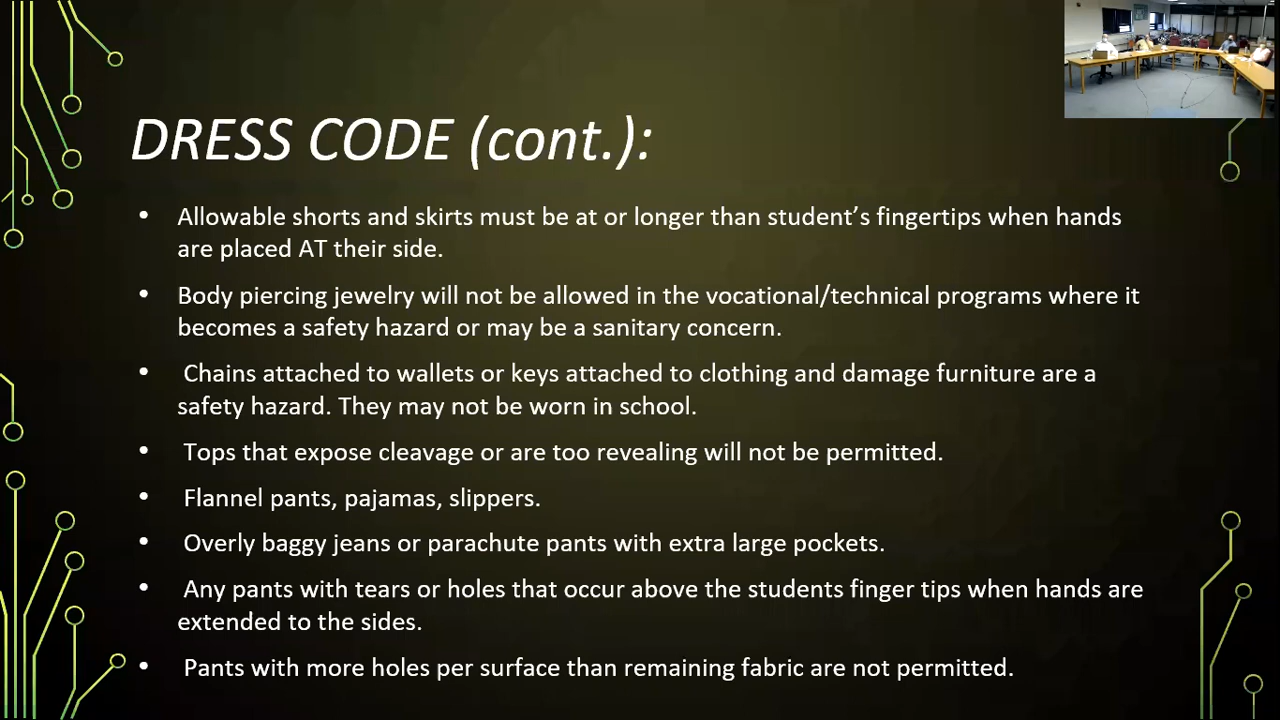 DRESS CODE (cont.):
• Allowable shorts and skirts must be at or longer than student’s fingertips when hands
are placed AT their side.
• Body piercing jewelry will not be allowed in the vocational/technical programs where it
becomes a safety hazard or may be a sanitary concern.
• Chains attached to wallets or keys attached to clothing and damage furniture are a
safety hazard. They may not be worn in school.
• Tops that expose cleavage or are too revealing will not be permitted.
• Flannel pants, pajamas, slippers.
• Overly baggy jeans or parachute pants with extra large pockets.
• Any pants with tears or holes that occur above the students finger tips when hands are
extended to the sides.
• Pants with more holes per surface than remaining fabric are not permitted.